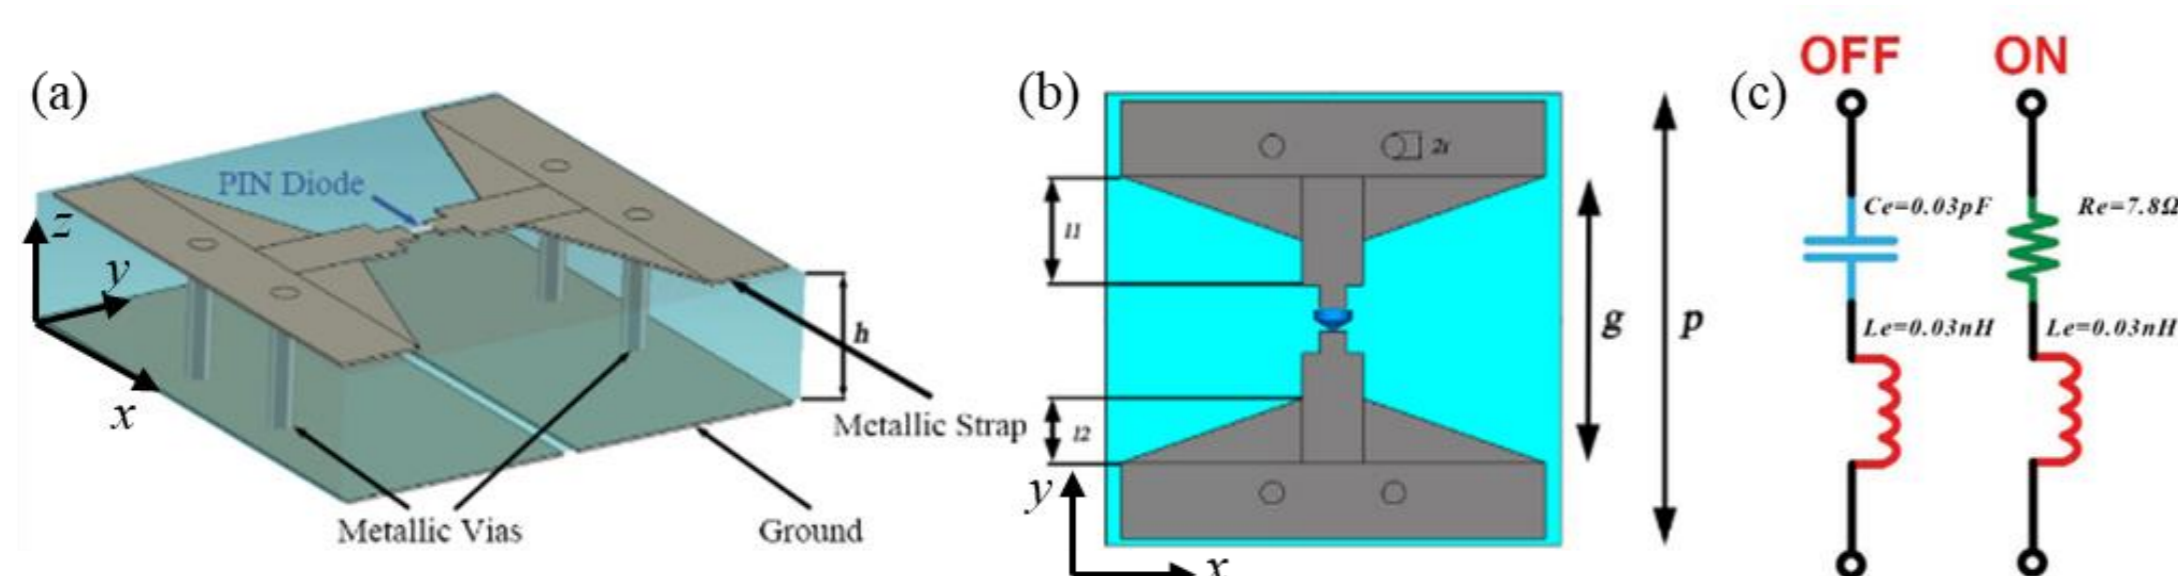 (a)
PIN Diode
z
y
x
h
Metallic Strap
Metallic Vias
Ground
(b)
2r
l1
g
p
l2
y
x
(c)
OFF
ON
Ce=0.03pF
Re=7.8Ω
Le=0.03nH
Le=0.03nH